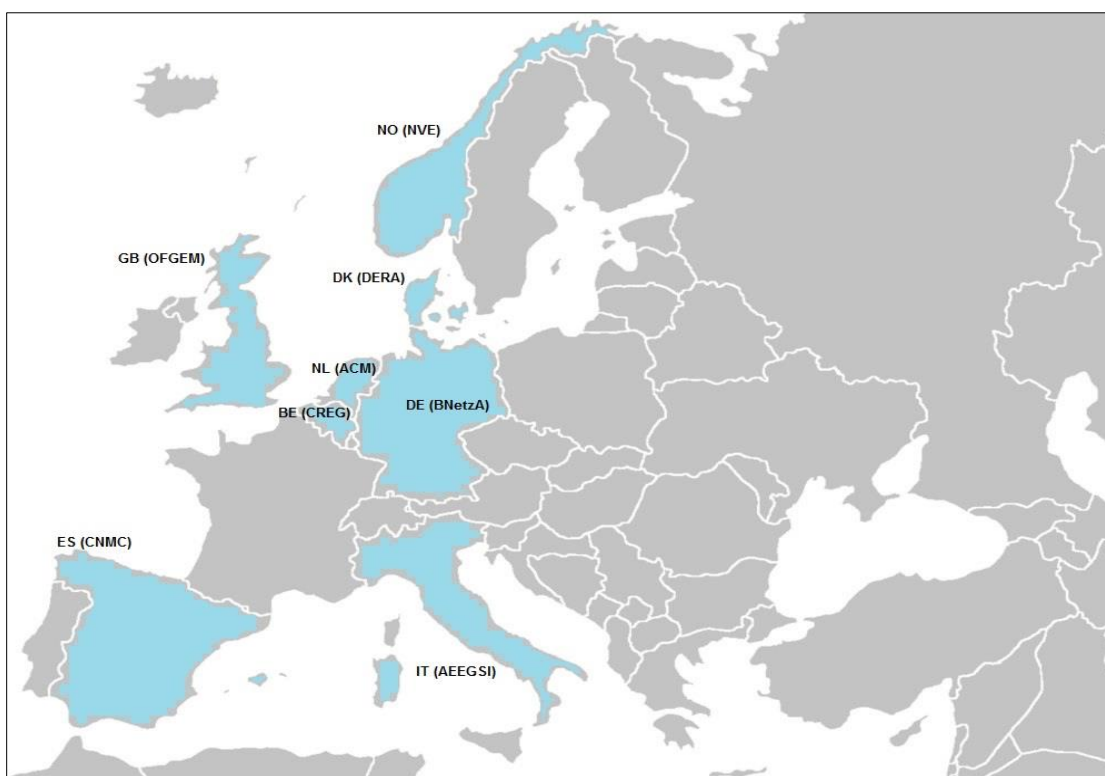 NO (NVE)
GB (OFGEM)
DK (DERA)
NL (ACM)
DE (BNetzA)
BE (CREG)
ES (CNMC)
IT (AEEGSI)